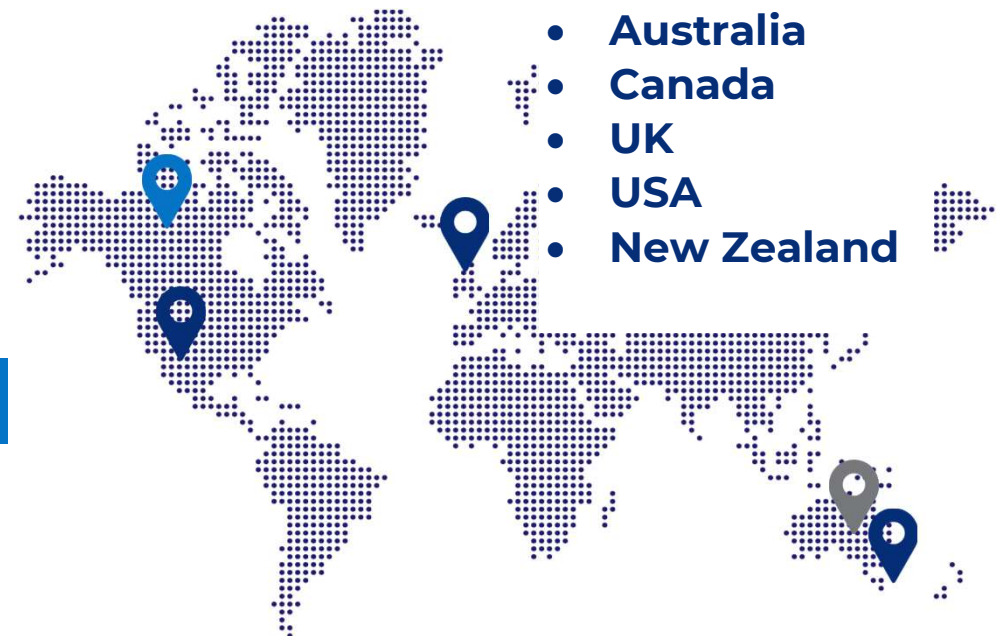 • Australia
• Canada
• UK
• USA
• New Zealand